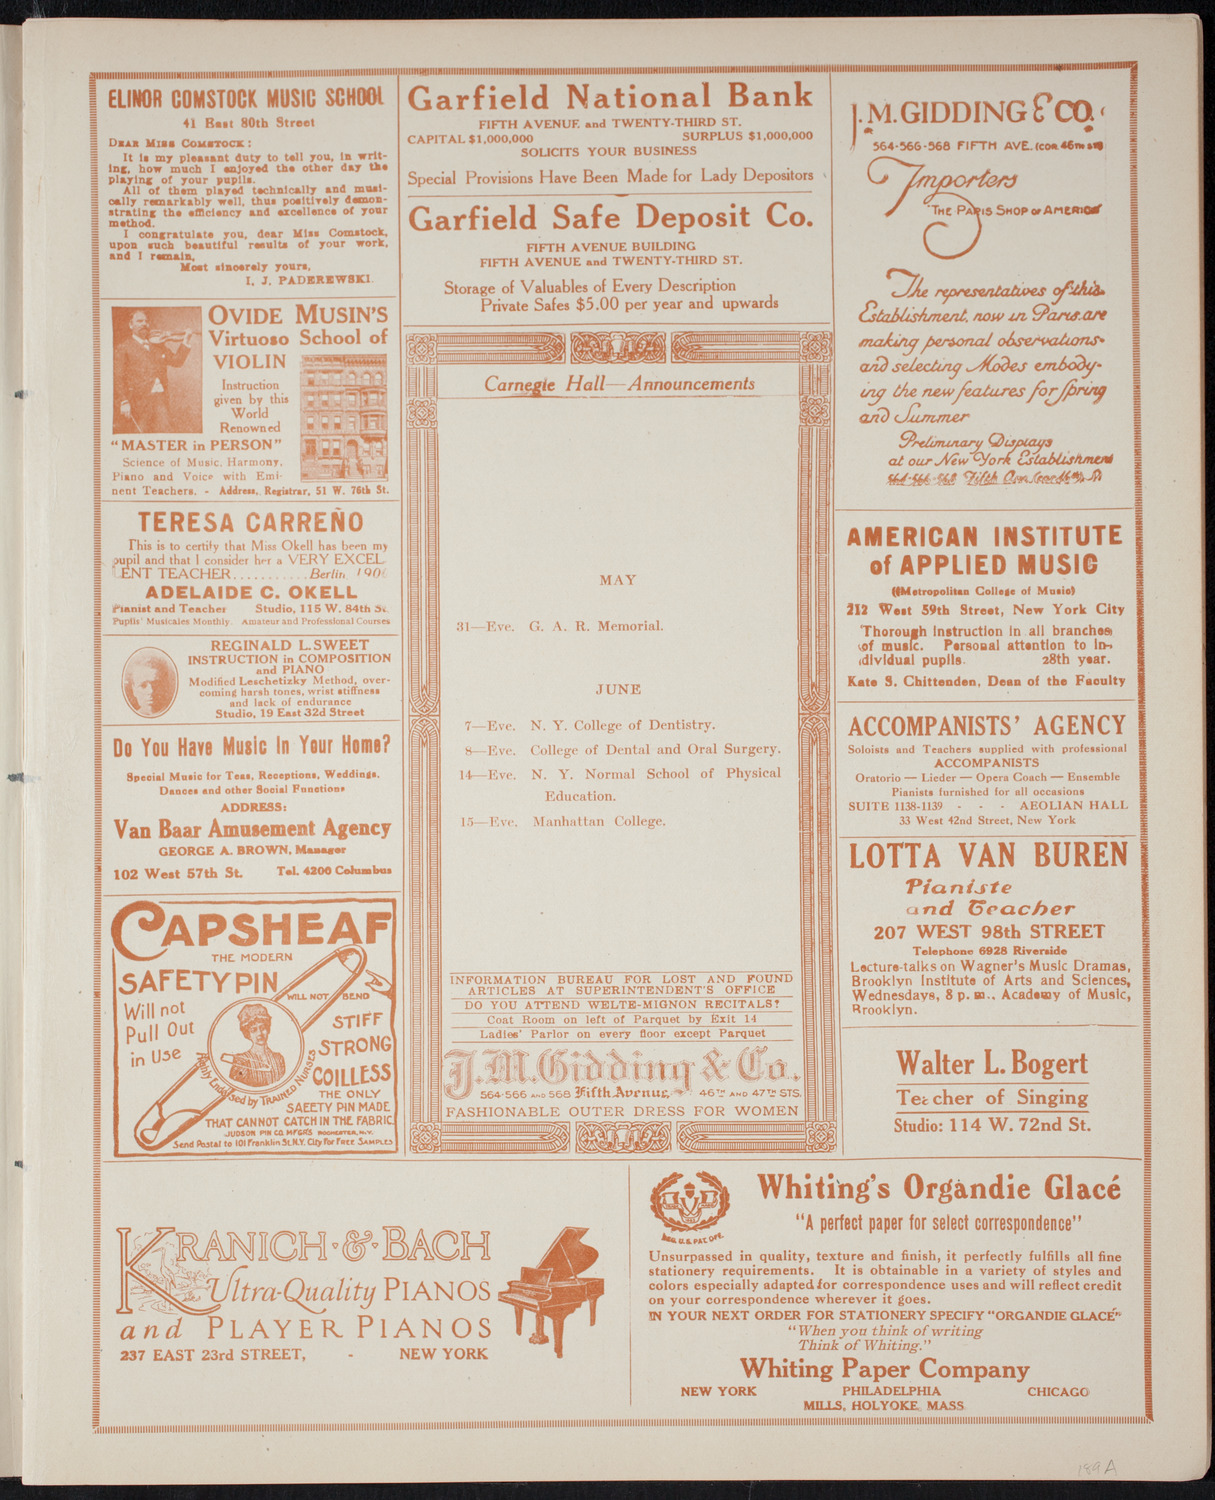 ELINOR COMSTOCK MUSIC SCHOOL
41 East 80th Street
DEAR MISS COMSTOCK:
It is my pleasant duty to tell you, in writ-
ing, how much I enjoyed the other day the
playing of your pupils.
All of them played technically and musi-
cally remarkably well, thus positively demon-
strating the efficiency and excellence of your
method.
I congratulate you, dear Miss Comstock,
upon such beautiful results of your work,
and I remain,
Most sincerely yours,
I. J. PADEREWSKI.
OVIDE MUSIN'S
Virtuoso School of
VIOLIN
Instruction
given by this
World
Renowned
"MASTER in PERSON"
Science of Music, Harmony,
Piano and Voice with Emi-
nent Teachers. - Address, Registrar, 51 W. 76th St.
TERESA CARREÑO
This is to certify that Miss Okell has been my
pupil and that I consider her a VERY EXCEL
LENT TEACHER...........Berlin, 1906
ADELAIDE C. OKELL
Pianist and Teacher Studio, 115 W. 84th St.
Pupils' Musicales Monthly. Amateur and Professional Courses
REGINALD L. SWEET
INSTRUCTION in COMPOSITION
and PIANO
Modified Leschetizky Method, over-
coming harsh tones, wrist stiffness
and lack of endurance
Studio, 19 East 32d Street
Do You Have Music In Your Home?
Special Music for Teas, Receptions, Weddings,
Dances and other Social Functions
ADDRESS:
Van Baar Amusement Agency
GEORGE A. BROWN, Manager
102 West 57th St. Tel. 4200 Columbus
CAPSHEAF
THE MODERN
SAFETY PIN
WILL NOT BEND
Will not
Pull Out
in Use
STIFF
STRONG
COILLESS
Highly Endorsed by TRAINED NURSES
THE ONLY
SAFETY PIN MADE
THAT CANNOT CATCH IN THE FABRIC
JUDSON PIN CO. MFGRS ROCHESTER, N.Y.
Send Postal to 101 Franklin St. N.Y. City for FREE SAMPLES
Garfield National Bank
FIFTH AVENUE and TWENTY-THIRD ST.
CAPITAL $1,000,000 SURPLUS $1,000,000
SOLICITS YOUR BUSINESS
Special Provisions Have Been Made for Lady Depositors
Garfield Safe Deposit Co.
FIFTH AVENUE BUILDING
FIFTH AVENUE and TWENTY-THIRD ST.
Storage of Valuables of Every Description
Private Safes $5.00 per year and upwards
Carnegie Hall—Announcements
MAY
31—Eve. G. A. R. Memorial.
JUNE
7—Eve. N. Y. College of Dentistry.
8—Eve. College of Dental and Oral Surgery.
14—Eve. N. Y. Normal School of Physical
Education.
15—Eve. Manhattan College.
INFORMATION BUREAU FOR LOST AND FOUND
ARTICLES AT SUPERINTENDENT'S OFFICE
DO YOU ATTEND WELTE-MIGNON RECITALS?
Coat Room on left of Parquet by Exit 14
Ladies' Parlor on every floor except Parquet
J. M. Gidding & Co.
564-566 AND 568 Fifth Avenue, 46TH AND 47TH STS.
FASHIONABLE OUTER DRESS FOR WOMEN
J. M. GIDDING & CO.
564-566-568 FIFTH AVE. (COR. 46TH ST)
Importers
THE PARIS SHOP OF AMERICA
The representatives of this
Establishment, now in Paris, are
making personal observations
and selecting Modes embody-
ing the new features for Spring
and Summer
Preliminary Displays
at our New York Establishment
564-566-568 Fifth Ave. (cor. 46th St
AMERICAN INSTITUTE
of APPLIED MUSIC
(Metropolitan College of Music)
212 West 59th Street, New York City
Thorough instruction in all branches
of music. Personal attention to in-
dividual pupils. 28th year.
Kate S. Chittenden, Dean of the Faculty
ACCOMPANISTS' AGENCY
Soloists and Teachers supplied with professional
ACCOMPANISTS
Oratorio — Lieder — Opera Coach — Ensemble
Pianists furnished for all occasions
SUITE 1138-1139 - - - AEOLIAN HALL
33 West 42nd Street, New York
LOTTA VAN BUREN
Pianiste
and Teacher
207 WEST 98th STREET
Telephone 6928 Riverside
Lecture-talks on Wagner's Music Dramas,
Brooklyn Institute of Arts and Sciences,
Wednesdays, 8 p. m., Academy of Music,
Brooklyn.
Walter L. Bogert
Teacher of Singing
Studio: 114 W. 72nd St.
KRANICH & BACH
Ultra-Quality PIANOS
and PLAYER PIANOS
237 EAST 23rd STREET, - NEW YORK
REG. U.S. PAT. OFF.
Whiting's Organdie Glacé
"A perfect paper for select correspondence"
Unsurpassed in quality, texture and finish, it perfectly fulfills all fine
stationery requirements. It is obtainable in a variety of styles and
colors especially adapted for correspondence uses and will reflect credit
on your correspondence wherever it goes.
IN YOUR NEXT ORDER FOR STATIONERY SPECIFY "ORGANDIE GLACÉ"
"When you think of writing
Think of Whiting."
Whiting Paper Company
NEW YORK PHILADELPHIA CHICAGO
MILLS, HOLYOKE, MASS
189A